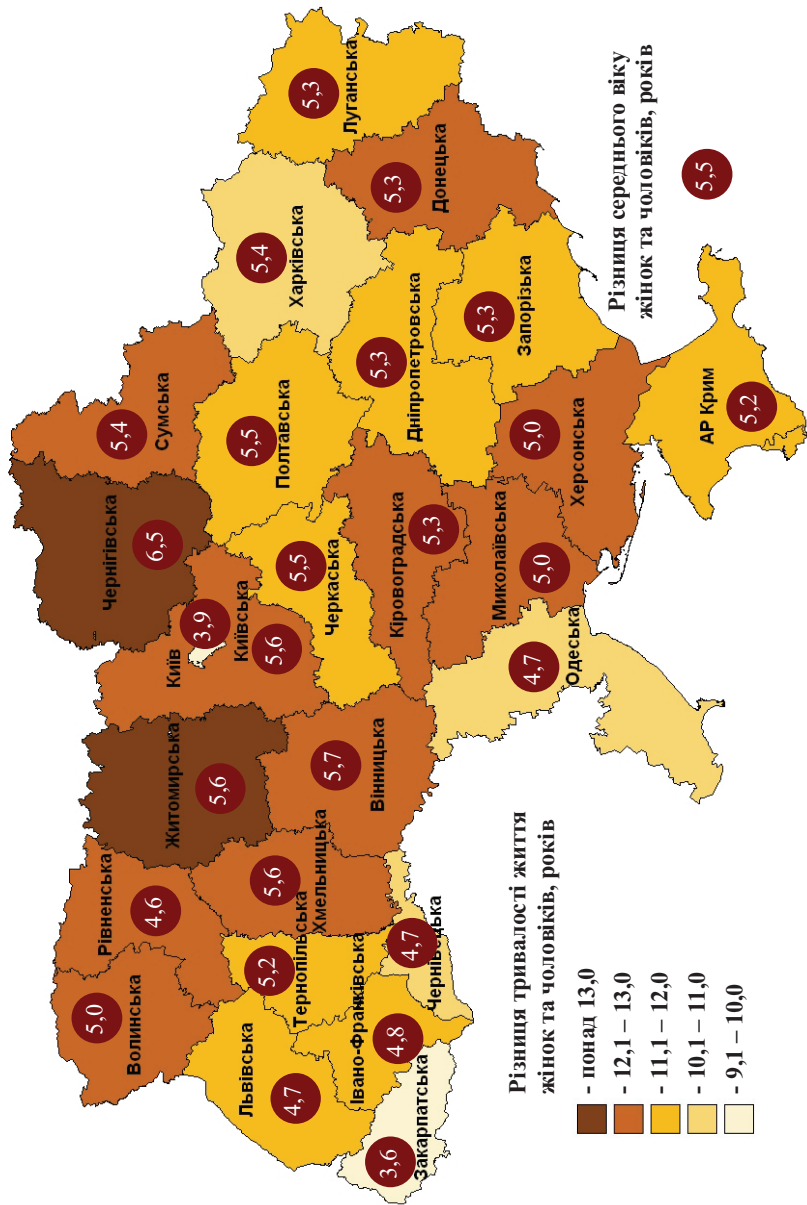 Волинська
5,0
Рівненська
4,6
Житомирська
5,6
Київ
3,9
Київська
5,6
Чернігівська
6,5
Сумська
5,4
Львівська
4,7
Тернопільська
5,2
Хмельницька
5,6
Вінницька
5,7
Черкаська
5,5
Полтавська
5,5
Харківська
5,4
Луганська
5,3
Закарпатська
3,6
Івано-Франківська
4,8
Чернівецька
4,7
Кіровоградська
5,3
Дніпропетровська
5,3
Донецька
5,3
Одеська
4,7
Миколаївська
5,0
Херсонська
5,0
Запорізька
5,3
АР Крим
5,2
Різниця тривалості життя
жінок та чоловіків, років
- понад 13,0
- 12,1 – 13,0
- 11,1 – 12,0
- 10,1 – 11,0
- 9,1 – 10,0
Різниця середнього віку
жінок та чоловіків, років
5,5